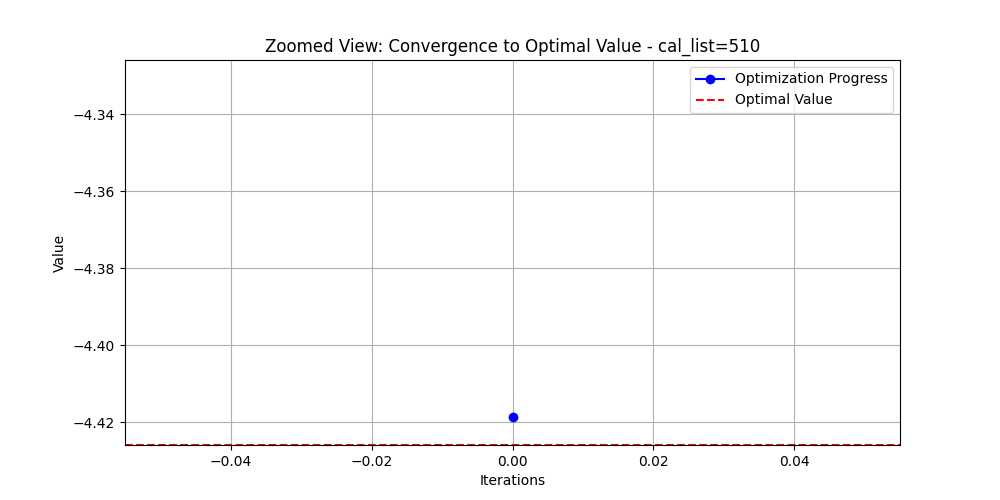 Zoomed View: Convergence to Optimal Value - cal_list=510
Optimization Progress
Optimal Value
−4.34
−4.36
−4.38
−4.40
−4.42
Value
−0.04
−0.02
0.00
0.02
0.04
Iterations